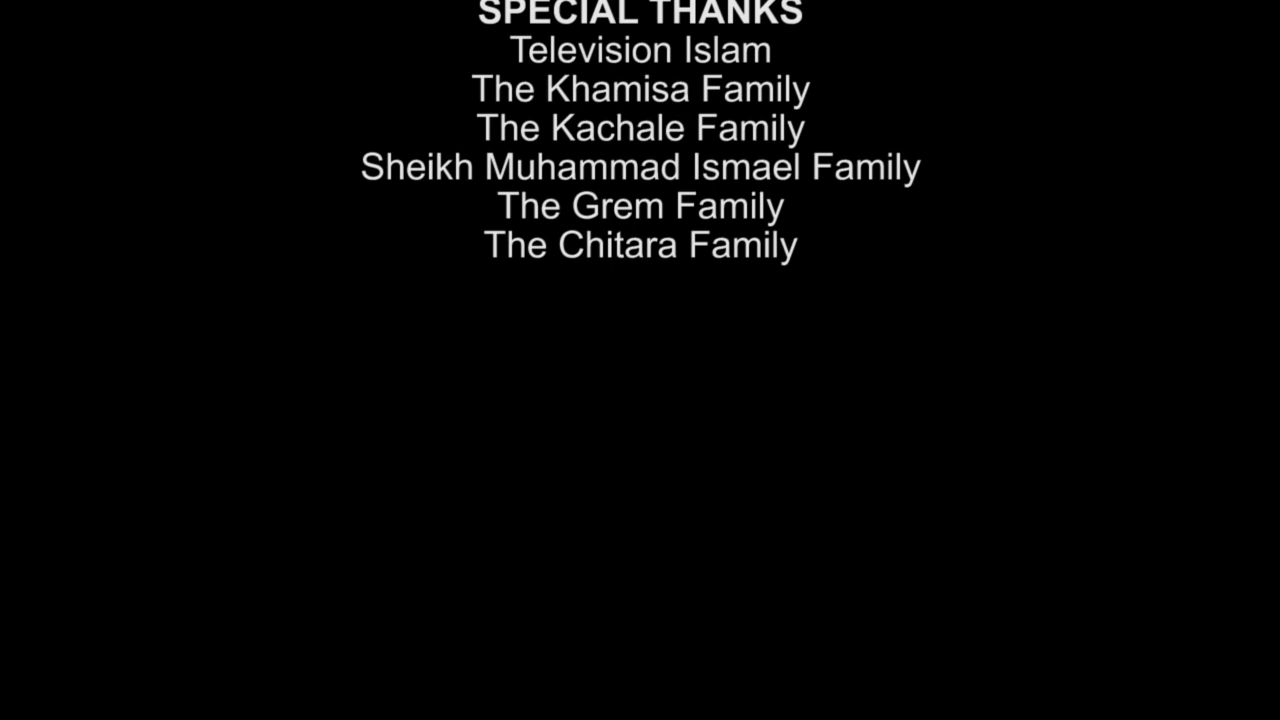 SPECIAL THANKS
Television Islam
The Khamisa Family
The Kachale Family
Sheikh Muhammad Ismael Family
The Grem Family
The Chitara Family